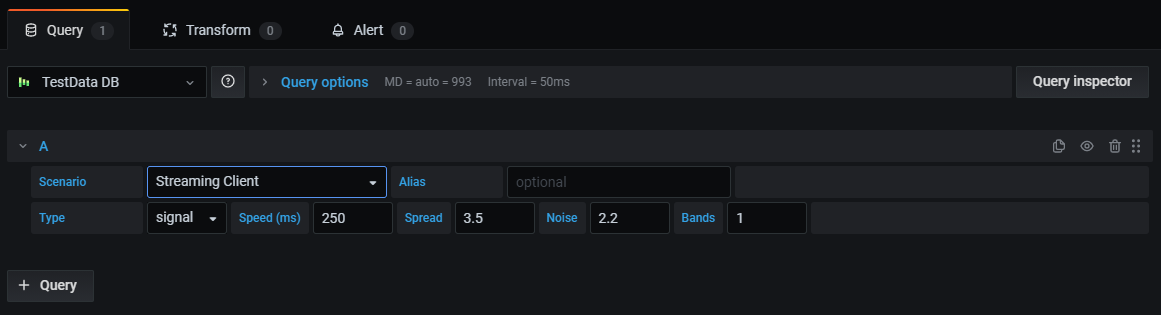 Query 1 Transform 0 Alert 0
TestData DB Query options MD = auto = 993 Interval = 50ms Query inspector
A
Scenario Streaming Client Alias optional
Type signal Speed (ms) 250 Spread 3.5 Noise 2.2 Bands 1
+ Query